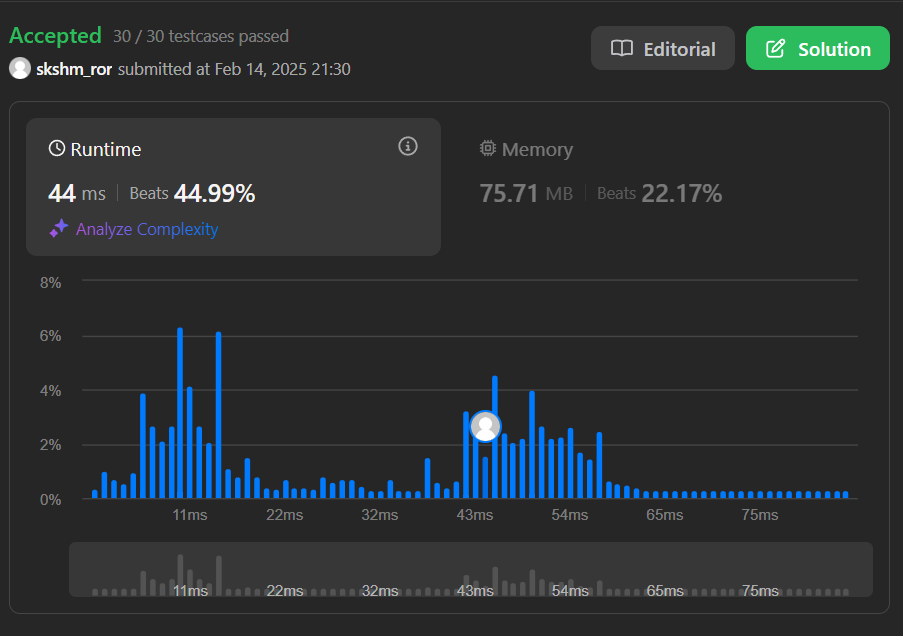 Accepted 30 / 30 testcases passed
Editorial
Solution
skshm_ror submitted at Feb 14, 2025 21:30
Runtime
44 ms Beats 44.99%
Analyze Complexity
Memory
75.71 MB Beats 22.17%
8%
6%
4%
2%
0%
11ms 22ms 32ms 43ms 54ms 65ms 75ms
11ms 22ms 32ms 43ms 54ms 65ms 75ms